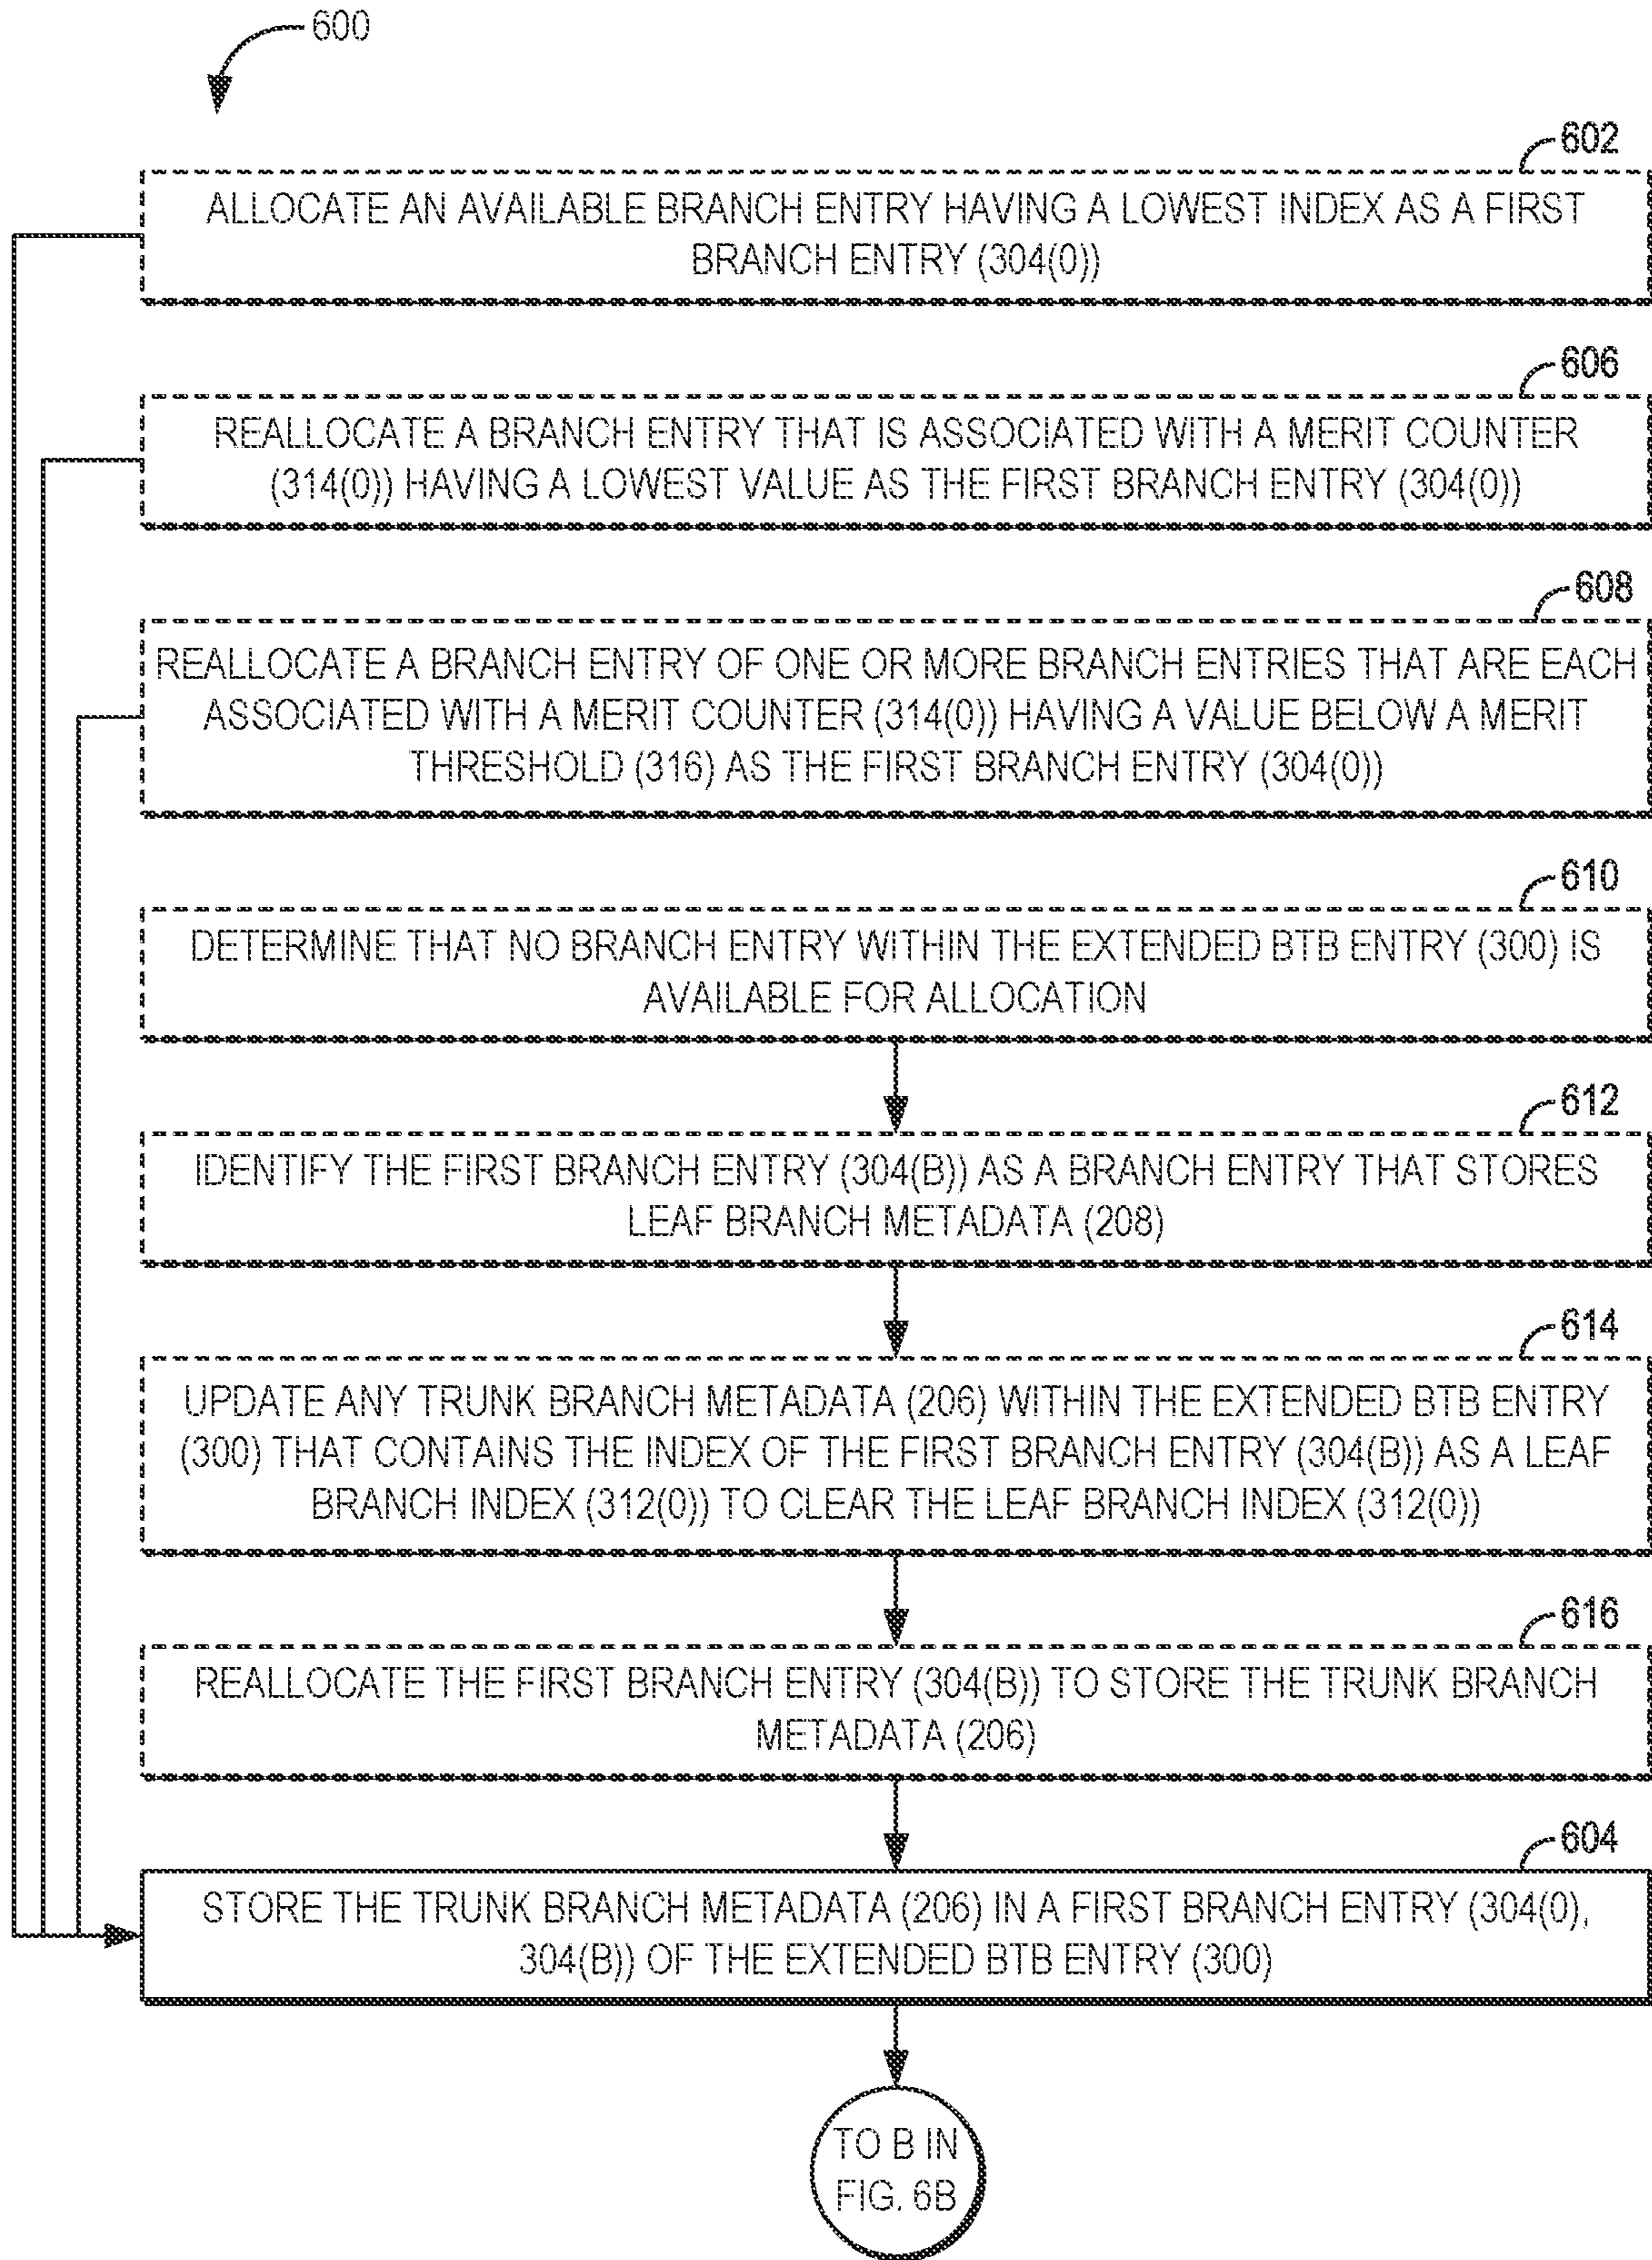 600
602
ALLOCATE AN AVAILABLE BRANCH ENTRY HAVING A LOWEST INDEX AS A FIRST
BRANCH ENTRY (304(0))
606
REALLOCATE A BRANCH ENTRY THAT IS ASSOCIATED WITH A MERIT COUNTER
(314(0)) HAVING A LOWEST VALUE AS THE FIRST BRANCH ENTRY (304(0))
608
REALLOCATE A BRANCH ENTRY OF ONE OR MORE BRANCH ENTRIES THAT ARE EACH
ASSOCIATED WITH A MERIT COUNTER (314(0)) HAVING A VALUE BELOW A MERIT
THRESHOLD (316) AS THE FIRST BRANCH ENTRY (304(0))
610
DETERMINE THAT NO BRANCH ENTRY WITHIN THE EXTENDED BTB ENTRY (300) IS
AVAILABLE FOR ALLOCATION
612
IDENTIFY THE FIRST BRANCH ENTRY (304(B)) AS A BRANCH ENTRY THAT STORES
LEAF BRANCH METADATA (208)
614
UPDATE ANY TRUNK BRANCH METADATA (206) WITHIN THE EXTENDED BTB ENTRY
(300) THAT CONTAINS THE INDEX OF THE FIRST BRANCH ENTRY (304(B)) AS A LEAF
BRANCH INDEX (312(0)) TO CLEAR THE LEAF BRANCH INDEX (312(0))
616
REALLOCATE THE FIRST BRANCH ENTRY (304(B)) TO STORE THE TRUNK BRANCH
METADATA (206)
604
STORE THE TRUNK BRANCH METADATA (206) IN A FIRST BRANCH ENTRY (304(0),
304(B)) OF THE EXTENDED BTB ENTRY (300)
TO B IN
FIG. 6B